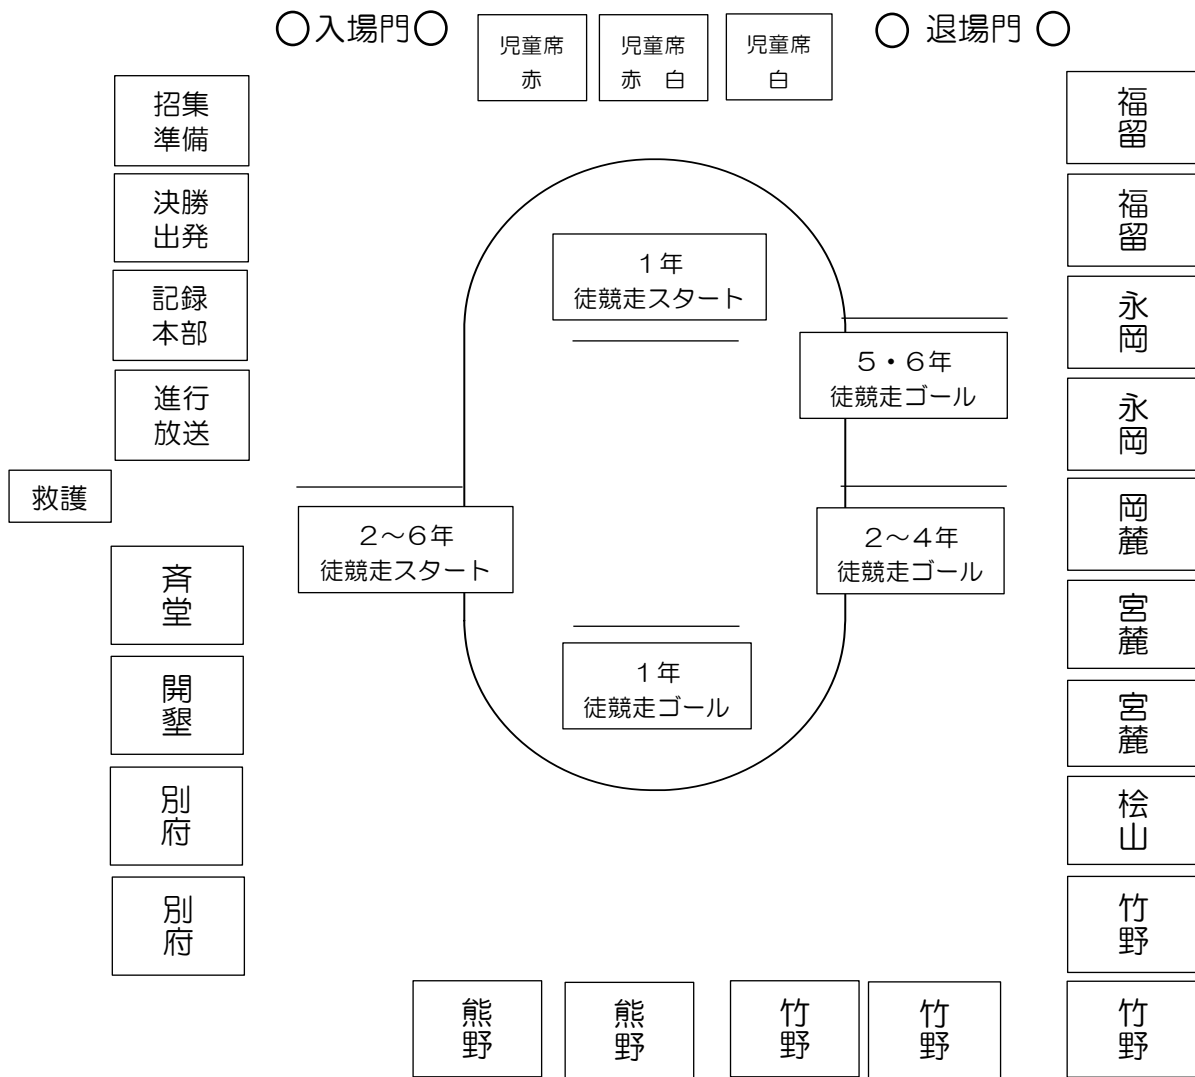 入場門
児童席
赤
児童席
赤　白
児童席
白
退場門
招集
準備
決勝
出発
記録
本部
進行
放送
救護
斉堂
開墾
別府
別府
１年
徒競走スタート
５・６年
徒競走ゴール
２～６年
徒競走スタート
２～４年
徒競走ゴール
１年
徒競走ゴール
福留
福留
永岡
永岡
岡麓
宮麓
宮麓
桧山
竹野
熊野
熊野
竹野
竹野
竹野